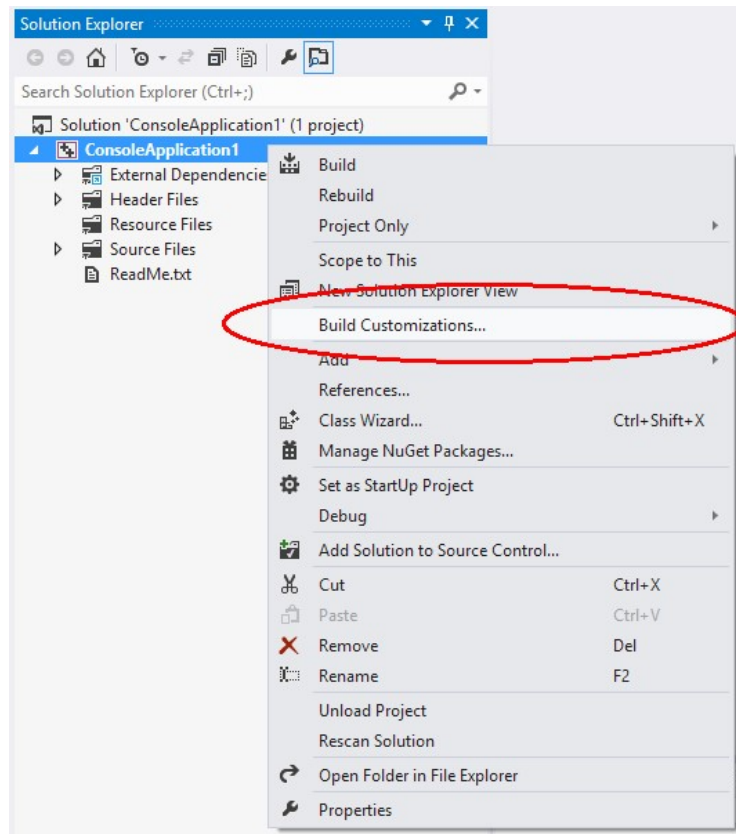 Solution Explorer
Search Solution Explorer (Ctrl+;)
Solution 'ConsoleApplication1' (1 project)
ConsoleApplication1
External Dependencie
Header Files
Resource Files
Source Files
ReadMe.txt
Build
Rebuild
Project Only
Scope to This
New Solution Explorer View
Build Customizations...
Add
References...
Class Wizard... Ctrl+Shift+X
Manage NuGet Packages...
Set as StartUp Project
Debug
Add Solution to Source Control...
Cut Ctrl+X
Paste Ctrl+V
Remove Del
Rename F2
Unload Project
Rescan Solution
Open Folder in File Explorer
Properties